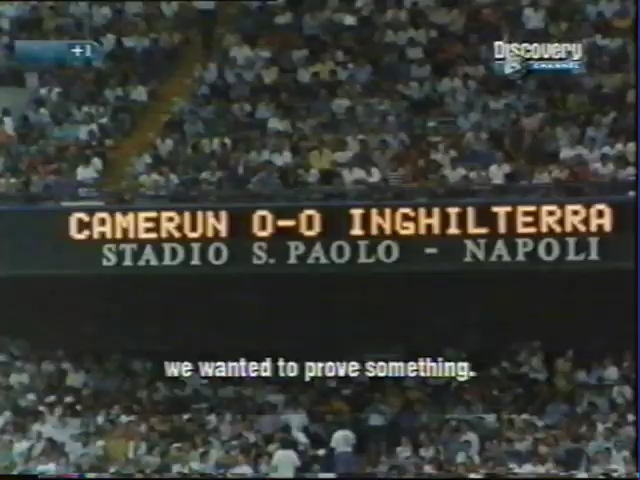 +1
Discovery
CHANNEL
CAMERUN 0-0 INGHILTERRA
STADIO S. PAOLO - NAPOLI
we wanted to prove something.